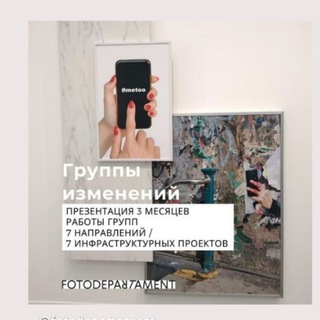 #metoo
Группы
изменений
ПРЕЗЕНТАЦИЯ 3 МЕСЯЦЕВ
РАБОТЫ ГРУПП
7 НАПРАВЛЕНИЙ /
7 ИНФРАСТРУКТУРНЫХ ПРОЕКТОВ
FOTODEPARTAMENT